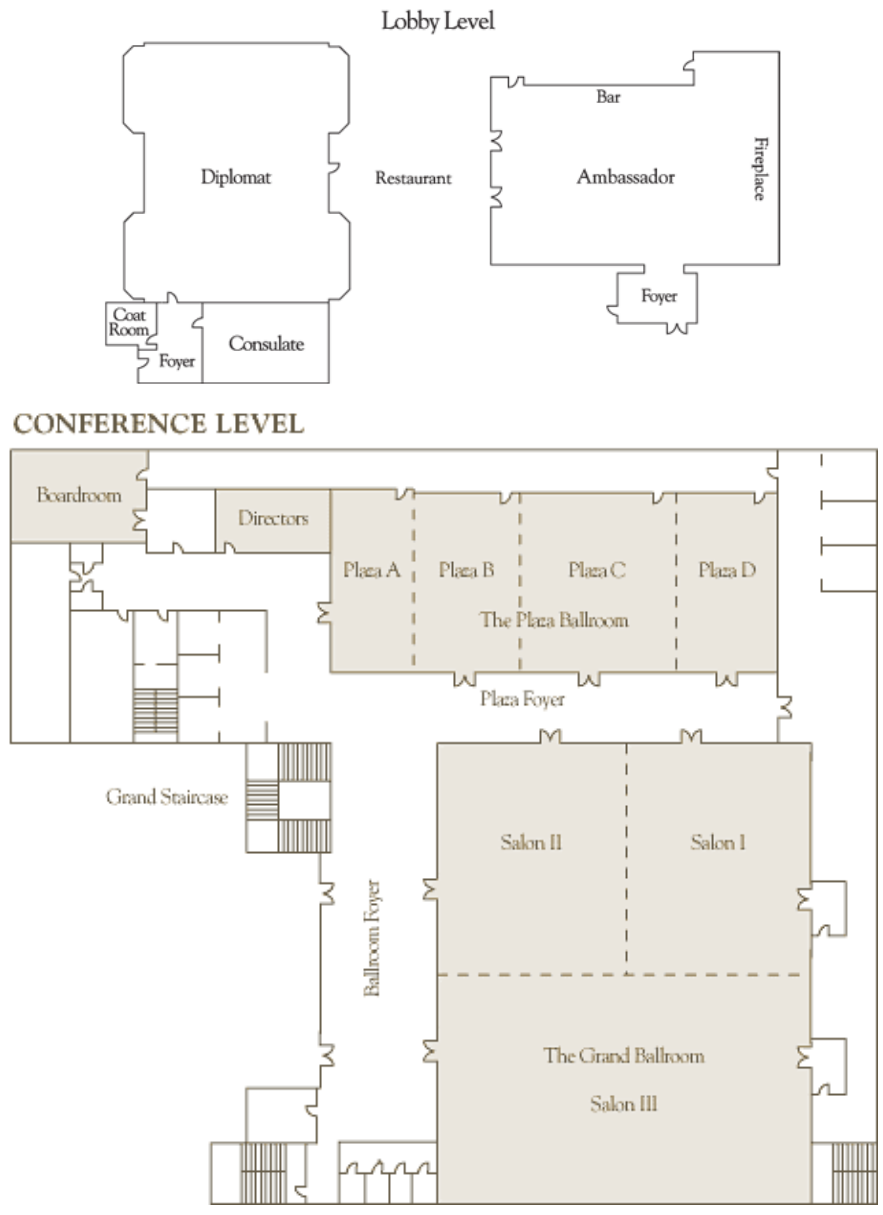 Lobby Level
Bar
Diplomat
Restaurant
Ambassador
Fireplace
Foyer
Coat
Room
Foyer
Consulate
CONFERENCE LEVEL
Boardroom
Directors
Plaza A
Plaza B
Plaza C
Plaza D
The Plaza Ballroom
Plaza Foyer
Grand Staircase
Salon II
Salon I
Ballroom Foyer
The Grand Ballroom
Salon III